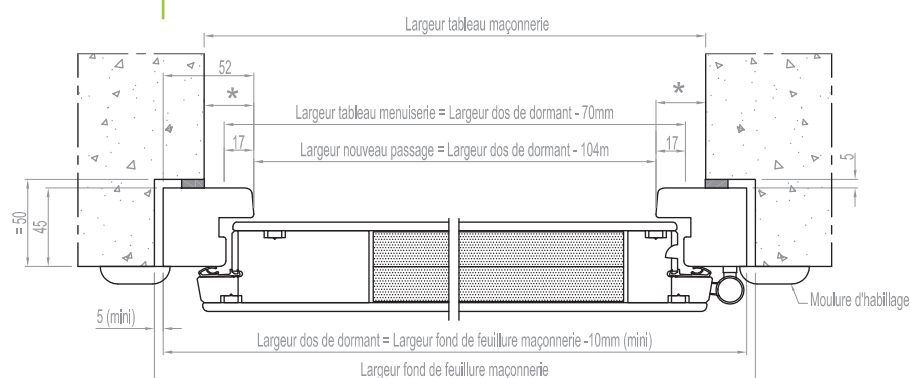 Largeur tableau maçonnerie
52
*
*
Largeur tableau menuiserie = Largeur dos de dormant - 70mm
17
Largeur nouveau passage = Largeur dos de dormant - 104m
17
5
= 50
45
Moulure d'habillage
5 (mini)
Largeur dos de dormant = Largeur fond de feuillure maçonnerie -10mm (mini)
Largeur fond de feuillure maçonnerie